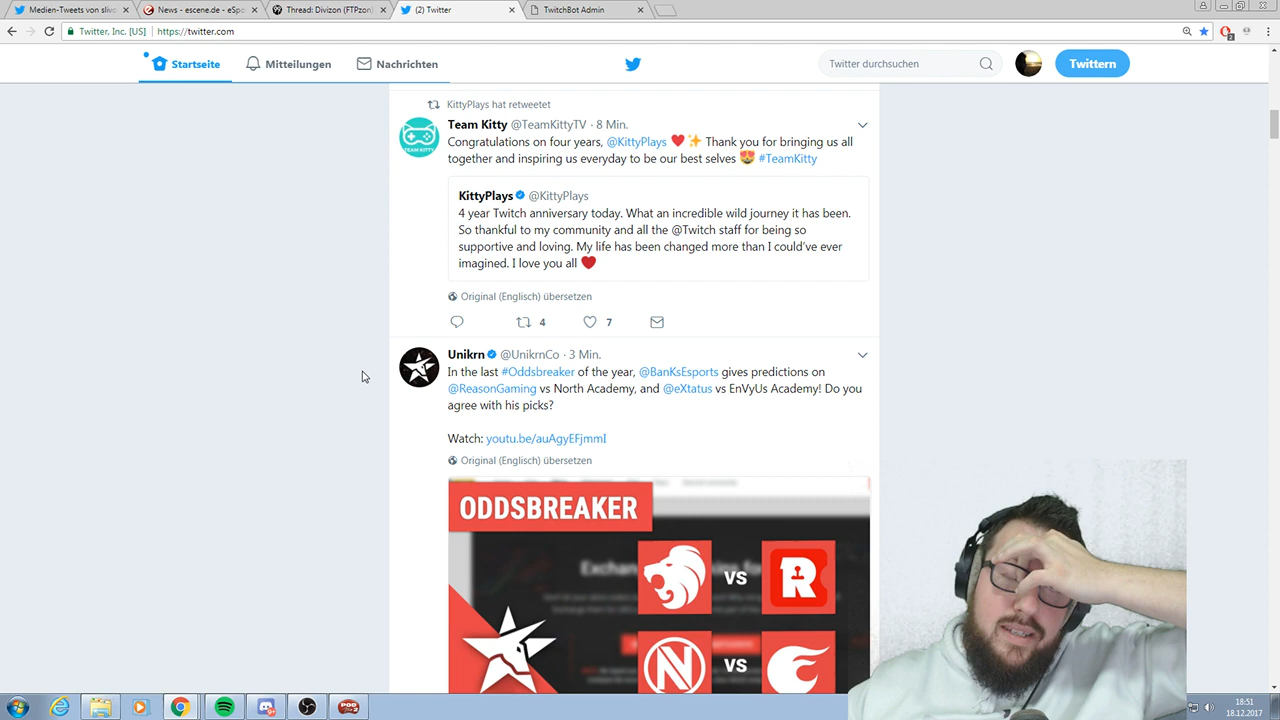 Medien-Tweets von slivo
News - escene.de - eSpo
Thread: Divizon (FTPzon)
(2) Twitter
TwitchBot Admin
Twitter, Inc. [US]
https://twitter.com
Startseite
Mitteilungen
Nachrichten
Twitter durchsuchen
Twittern
KittyPlays hat retweetet
Team Kitty @TeamKittyTV · 8 Min.
Congratulations on four years, @KittyPlays ❤️✨ Thank you for bringing us all
together and inspiring us everyday to be our best selves 😍 #TeamKitty
KittyPlays @KittyPlays
4 year Twitch anniversary today. What an incredible wild journey it has been.
So thankful to my community and all the @Twitch staff for being so
supportive and loving. My life has been changed more than I could've ever
imagined. I love you all ❤️
Original (Englisch) übersetzen
4
7
Unikrn @UnikrnCo · 3 Min.
In the last #Oddsbreaker of the year, @BanKsEsports gives predictions on
@ReasonGaming vs North Academy, and @eXtatus vs EnVyUs Academy! Do you
agree with his picks?
Watch: youtu.be/auAgyEFjmmI
Original (Englisch) übersetzen
ODDSBREAKER
VS
R
VS
18:51
18.12.2017